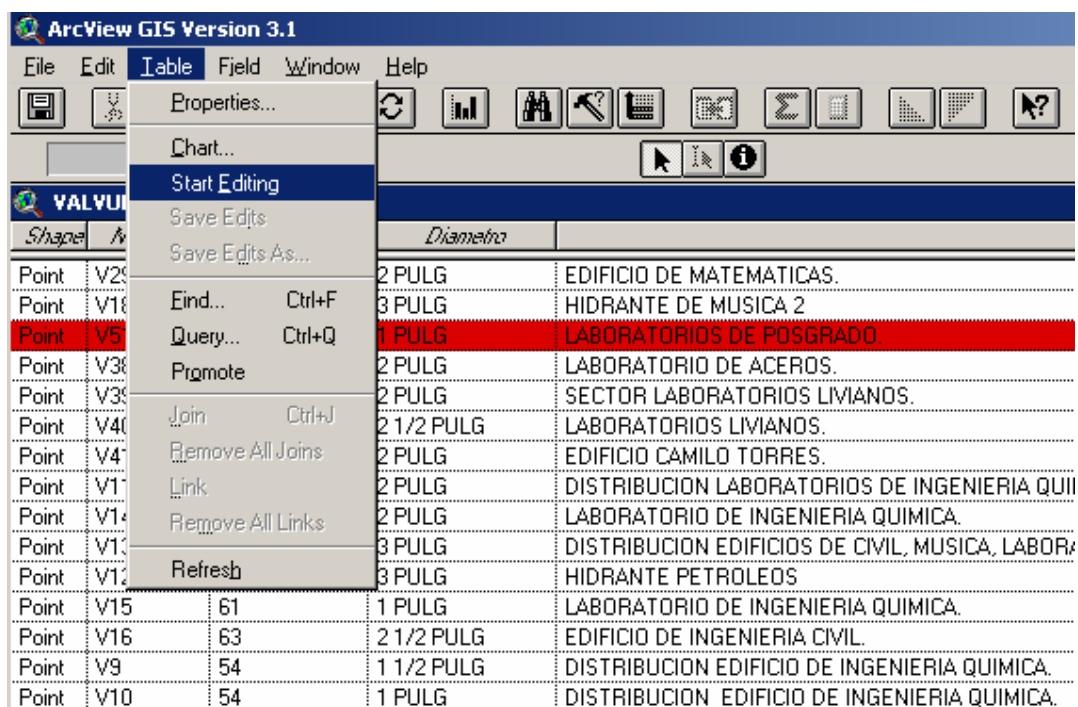 ArcView GIS Version 3.1
File Edit Table Field Window Help
Properties...
Chart...
Start Editing
Save Edits
Save Edits As...
Find... Ctrl+F
Query... Ctrl+Q
Promote
Join Ctrl+J
Remove All Joins
Link
Remove All Links
Refresh
Shape Diametro
Point 2 PULG EDIFICIO DE MATEMATICAS.
Point 3 PULG HIDRANTE DE MUSICA 2
Point 1 PULG LABORATORIOS DE POSGRADO.
Point 2 PULG LABORATORIO DE ACEROS.
Point 2 PULG SECTOR LABORATORIOS LIVIANOS.
Point 2 1/2 PULG LABORATORIOS LIVIANOS.
Point 2 PULG EDIFICIO CAMILO TORRES.
Point 2 PULG DISTRIBUCION LABORATORIOS DE INGENIERIA QUI
Point 2 PULG LABORATORIO DE INGENIERIA QUIMICA.
Point 3 PULG DISTRIBUCION EDIFICIOS DE CIVIL, MUSICA, LABORA
Point 3 PULG HIDRANTE PETROLEOS
Point V15 61 1 PULG LABORATORIO DE INGENIERIA QUIMICA.
Point V16 63 2 1/2 PULG EDIFICIO DE INGENIERIA CIVIL.
Point V9 54 1 1/2 PULG DISTRIBUCION EDIFICIO DE INGENIERIA QUIMICA.
Point V10 54 1 PULG DISTRIBUCION EDIFICIO DE INGENIERIA QUIMICA.